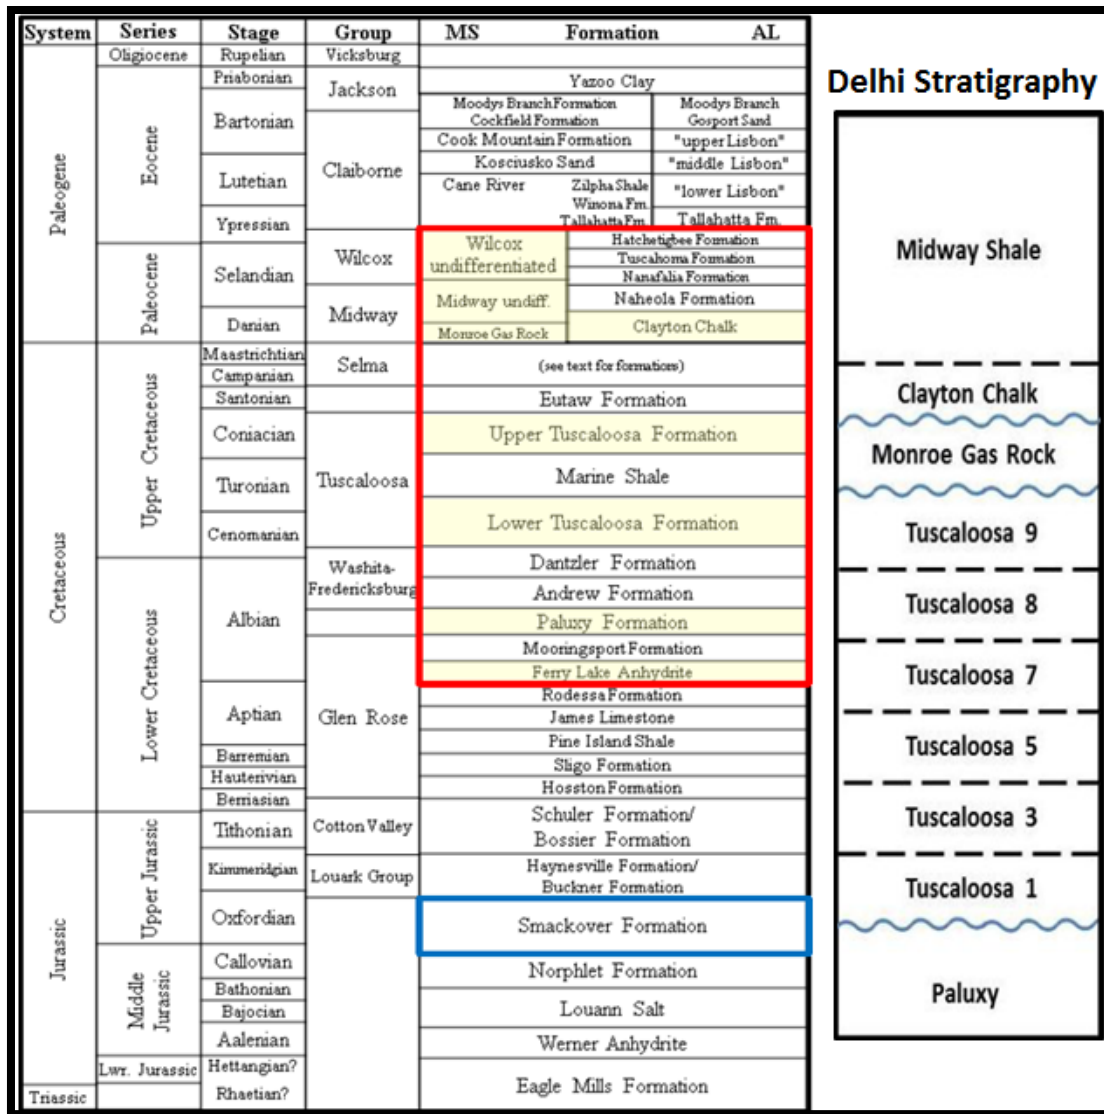 System Series Stage Group MS Formation AL
Oligiocene Rupelian Vicksburg
Priabonian Jackson Yazoo Clay
Moodys Branch Formation Moodys Branch
Bartonian Cockfield Formation Gosport Sand
Cook Mountain Formation "upper Lisbon"
Eocene Lutetian Claiborne Kosciusko Sand "middle Lisbon"
Cane River Zilpha Shale "lower Lisbon"
Winona Fm.
Paleogene Ypressian Tallahatta Fm. Tallahatta Fm.
Wilcox Wilcox Hatchetigbee Formation
undifferentiated Tuscahoma Formation
Paleocene Selandian Nanafalia Formation
Midway Midway undiff. Naheola Formation
Danian Monroe Gas Rock Clayton Chalk
Maastrichtian Selma (see text for formations)
Campanian
Santonian Eutaw Formation
Upper Cretaceous Coniacian Upper Tuscaloosa Formation
Turonian Tuscaloosa Marine Shale
Cenomanian Lower Tuscaloosa Formation
Cretaceous Washita- Dantzler Formation
Fredericksburg Andrew Formation
Albian Paluxy Formation
Mooringsport Formation
Lower Cretaceous Ferry Lake Anhydrite
Rodessa Formation
Aptian Glen Rose James Limestone
Pine Island Shale
Barremian Sligo Formation
Hauterivian Hosston Formation
Berriasian
Tithonian Cotton Valley Schuler Formation/
Bossier Formation
Upper Jurassic Kimmeridgian Louark Group Haynesville Formation/
Buckner Formation
Oxfordian Smackover Formation
Jurassic Callovian Norphlet Formation
Middle Jurassic Bathonian
Bajocian Louann Salt
Aalenian Werner Anhydrite
Lwr. Jurassic Hettangian?
Triassic Rhaetian? Eagle Mills Formation
Delhi Stratigraphy
Midway Shale
Clayton Chalk
Monroe Gas Rock
Tuscaloosa 9
Tuscaloosa 8
Tuscaloosa 7
Tuscaloosa 5
Tuscaloosa 3
Tuscaloosa 1
Paluxy